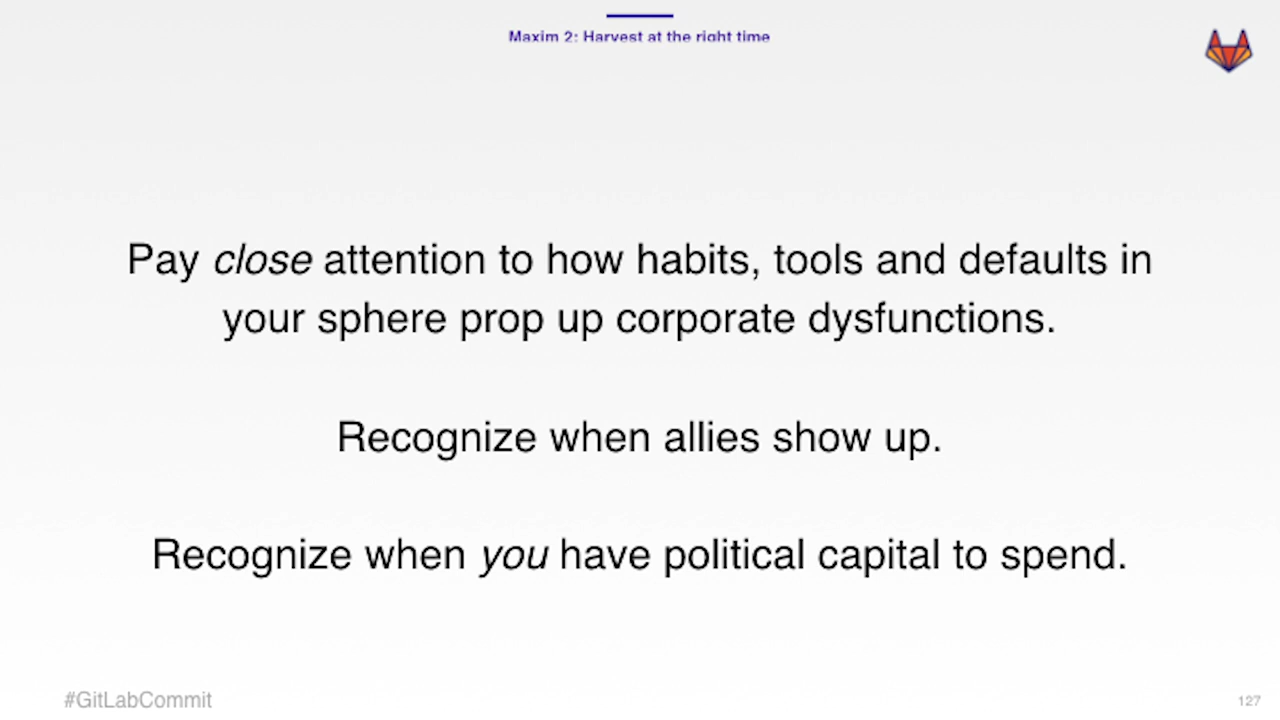 Maxim 2: Harvest at the right time
Pay close attention to how habits, tools and defaults in
your sphere prop up corporate dysfunctions.
Recognize when allies show up.
Recognize when you have political capital to spend.
#GitLabCommit
127